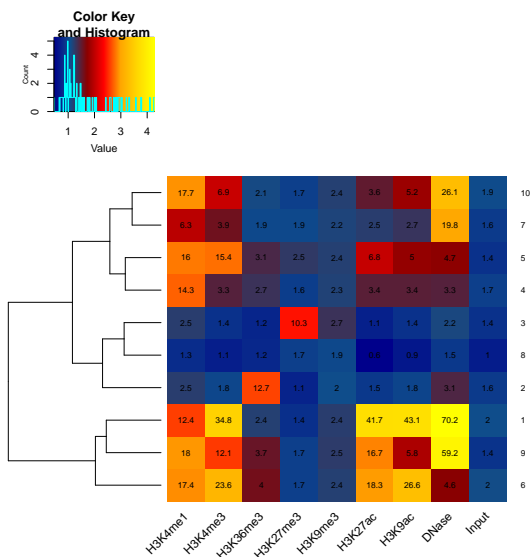 Color Key
and Histogram
Count
0 2 4
1 2 3 4
Value
17.7 6.9 2.1 1.7 2.4 3.6 5.2 26.1 1.9 10
6.3 3.9 1.9 1.9 2.2 2.5 2.7 19.8 1.6 7
16 15.4 3.1 2.5 2.4 6.8 5 4.7 1.4 5
14.3 3.3 2.7 1.6 2.3 3.4 3.4 3.3 1.7 4
2.5 1.4 1.2 10.3 2.7 1.1 1.4 2.2 1.4 3
1.3 1.1 1.2 1.7 1.9 0.9 1.5 1 8
2.5 1.8 12.7 1.1 2 1.5 1.8 3.1 1.6 2
12.4 34.8 2.4 1.4 2.4 41.7 43.1 70.2 2 1
18 12.1 3.7 1.7 2.5 16.7 5.8 59.2 1.4 9
17.4 23.6 4 1.7 2.4 18.3 26.6 4.6 2 6
H3K4me1 H3K4me3 H3K36me3 H3K27me3 H3K9me3 H3K27ac H3K9ac DNase Input